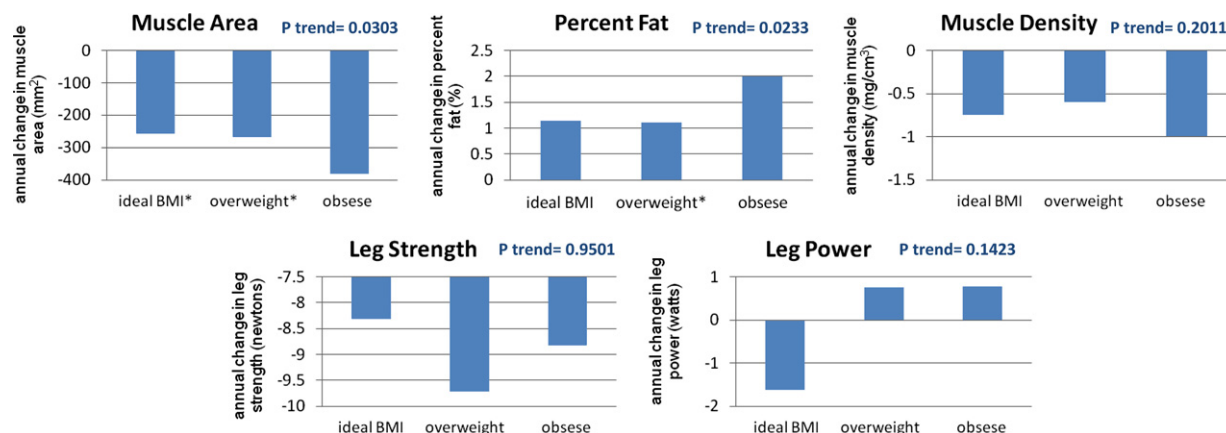 Muscle Area
P trend= 0.0303
annual change in muscle
area (mm²)
0
-100
-200
-300
-400
ideal BMI*
overweight*
obsese
Percent Fat
P trend= 0.0233
annual change in percent
fat (%)
2.5
2
1.5
1
0.5
0
ideal BMI
overweight*
obsese
Muscle Density
P trend= 0.2011
annual change in muscle
density (mg/cm³)
0
-0.5
-1
-1.5
ideal BMI
overweight
obsese
Leg Strength
P trend= 0.9501
annual change in leg
strength (newtons)
-7.5
-8
-8.5
-9
-9.5
-10
ideal BMI
overweight
obsese
Leg Power
P trend= 0.1423
annual change in leg
power (watts)
1
0
-1
-2
ideal BMI
overweight
obsese